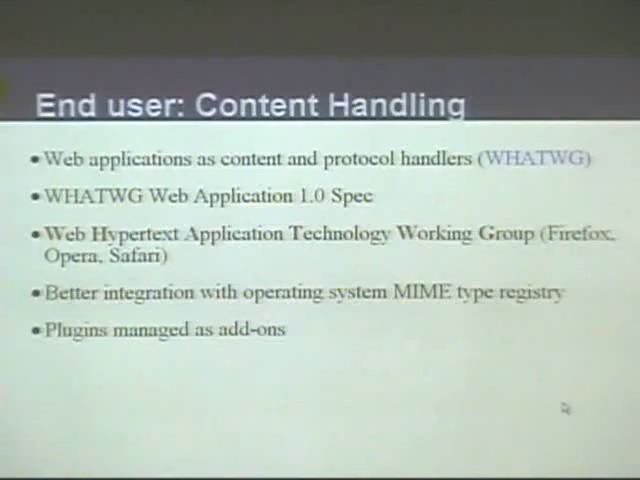 End user: Content Handling
• Web applications as content and protocol handlers (WHATWG)
• WHATWG Web Application 1.0 Spec
• Web Hypertext Application Technology Working Group (Firefox,
Opera, Safari)
• Better integration with operating system MIME type registry
• Plugins managed as add-ons